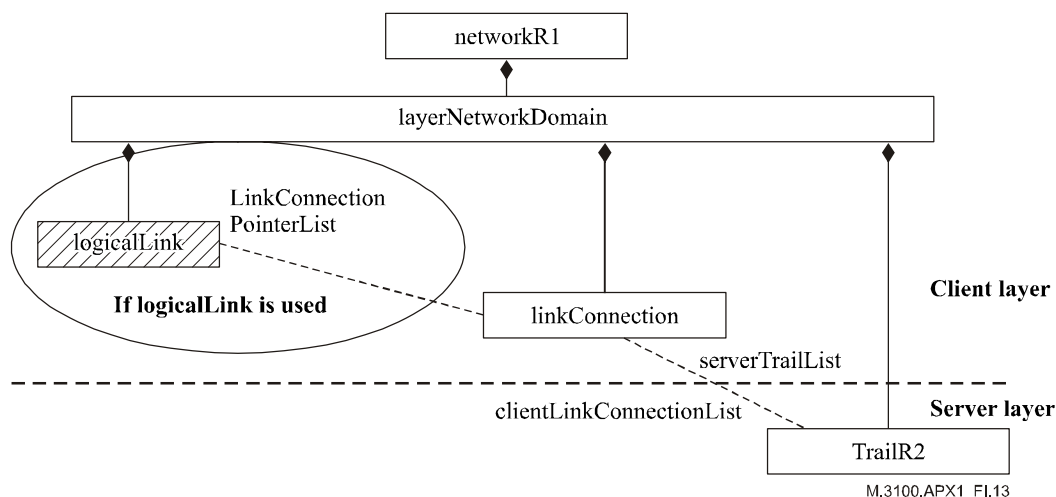 networkR1
layerNetworkDomain
LinkConnection
PointerList
logicalLink
If logicalLink is used
linkConnection
Client layer
serverTrailList
clientLinkConnectionList
Server layer
TrailR2
M.3100.APX1_FI.13